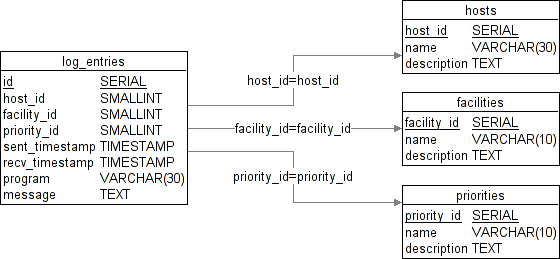 log_entries
id SERIAL
host_id SMALLINT
facility_id SMALLINT
priority_id SMALLINT
sent_timestamp TIMESTAMP
recv_timestamp TIMESTAMP
program VARCHAR(30)
message TEXT
host_id=host_id
facility_id=facility_id
priority_id=priority_id
hosts
host_id SERIAL
name VARCHAR(30)
description TEXT
facilities
facility_id SERIAL
name VARCHAR(10)
description TEXT
priorities
priority_id SERIAL
name VARCHAR(10)
description TEXT